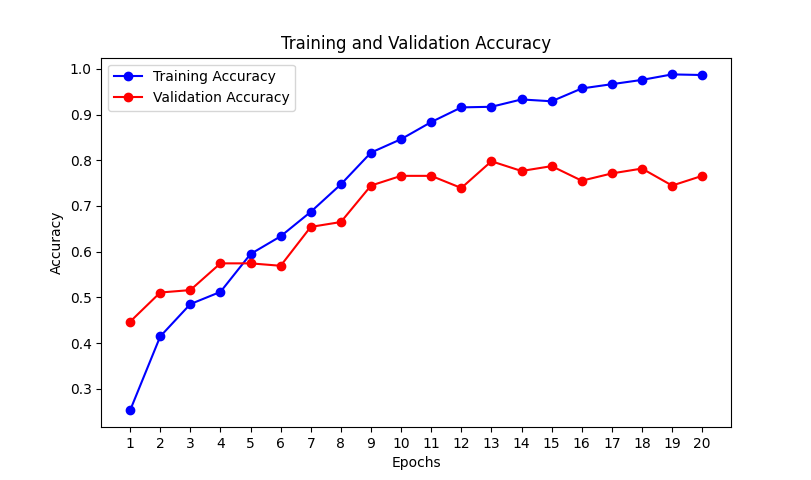 Training and Validation Accuracy
Training Accuracy
Validation Accuracy
1.0
0.9
0.8
0.7
0.6
0.5
0.4
0.3
Accuracy
1 2 3 4 5 6 7 8 9 10 11 12 13 14 15 16 17 18 19 20
Epochs